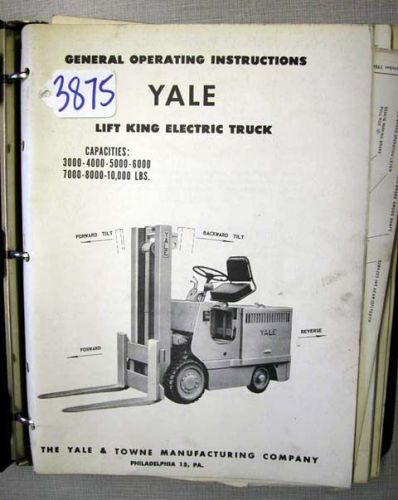 GENERAL OPERATING INSTRUCTIONS
3875
YALE
LIFT KING ELECTRIC TRUCK
CAPACITIES:
3000-4000-5000-6000
7000-8000-10,000 LBS.
FORWARD TILT
BACKWARD TILT
YALE
YALE
FORWARD
REVERSE
THE YALE & TOWNE MANUFACTURING COMPANY
PHILADELPHIA 15, PA.